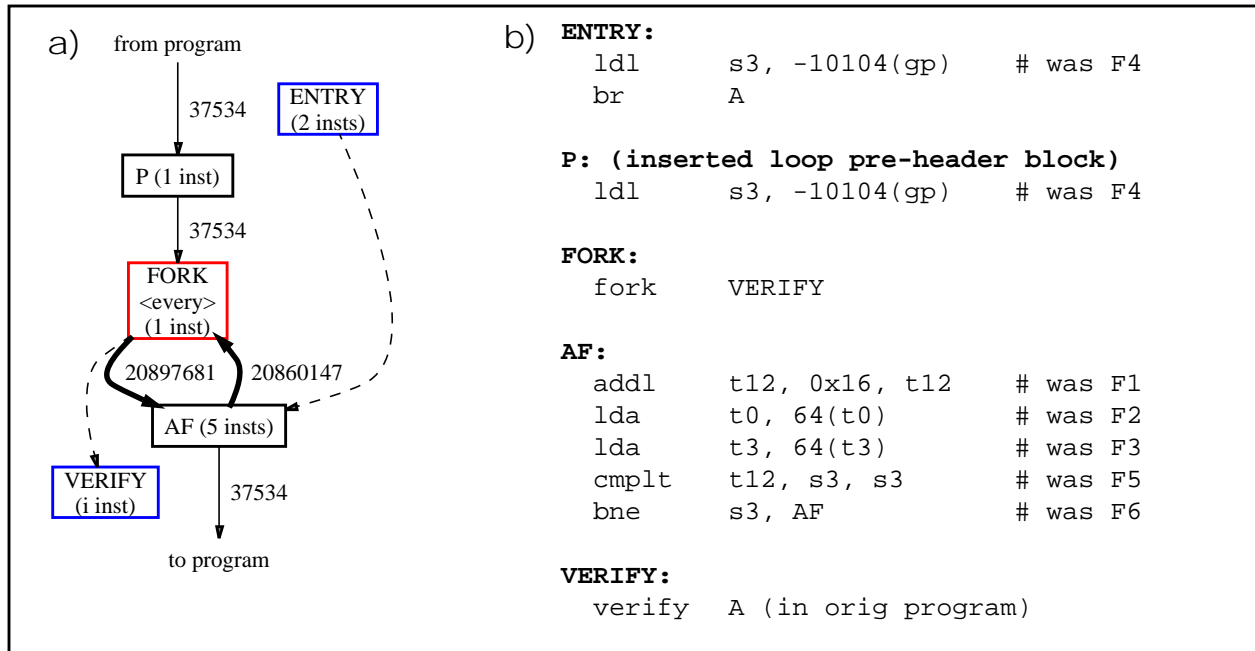 a)
from program
37534
ENTRY
(2 insts)
P (1 inst)
37534
FORK
<every>
(1 inst)
20897681
20860147
AF (5 insts)
VERIFY
(i inst)
37534
to program
b)
ENTRY:
ldl s3, -10104(gp) # was F4
br A
P: (inserted loop pre-header block)
ldl s3, -10104(gp) # was F4
FORK:
fork VERIFY
AF:
addl t12, 0x16, t12 # was F1
lda t0, 64(t0) # was F2
lda t3, 64(t3) # was F3
cmplt t12, s3, s3 # was F5
bne s3, AF # was F6
VERIFY:
verify A (in orig program)